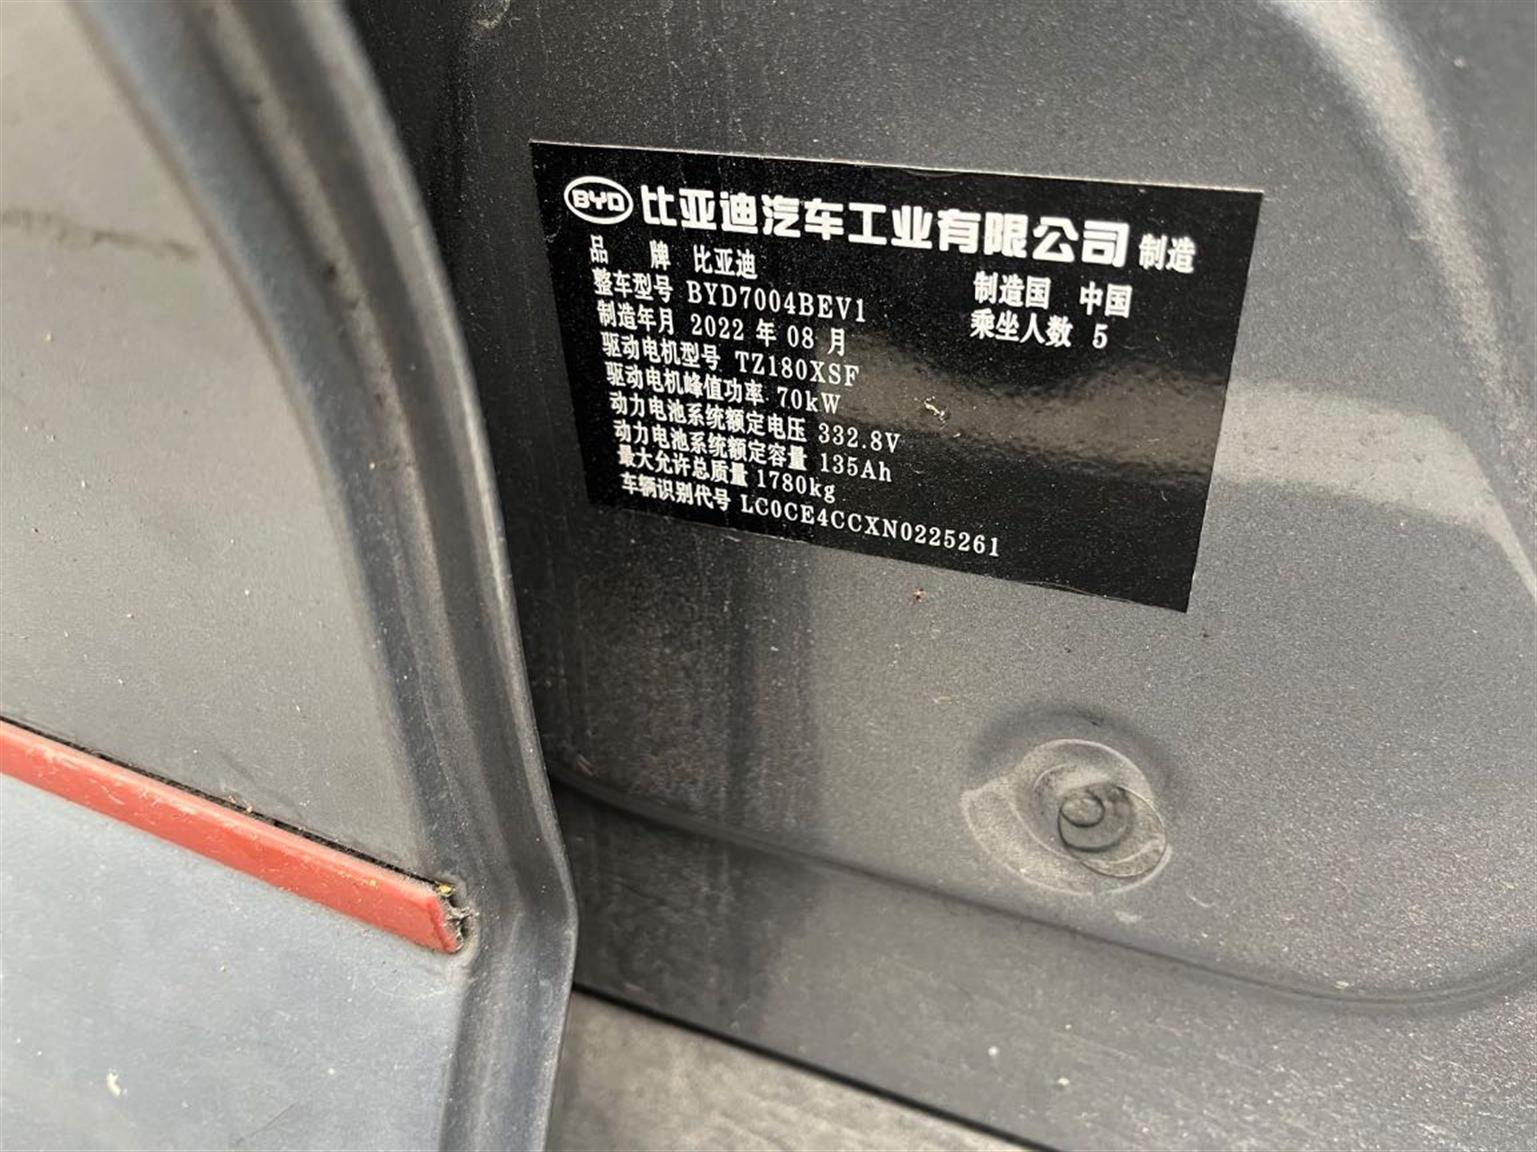 BYD 比亚迪汽车工业有限公司 制造
品 牌 比亚迪
制造国 中国
整车型号 BYD7004BEV1
乘坐人数 5
制造年月 2022 年 08 月
驱动电机型号 TZ180XSF
驱动电机峰值功率 70kW
动力电池系统额定电压 332.8V
动力电池系统额定容量 135Ah
最大允许总质量 1780kg
车辆识别代号 LC0CE4CCXN0225261